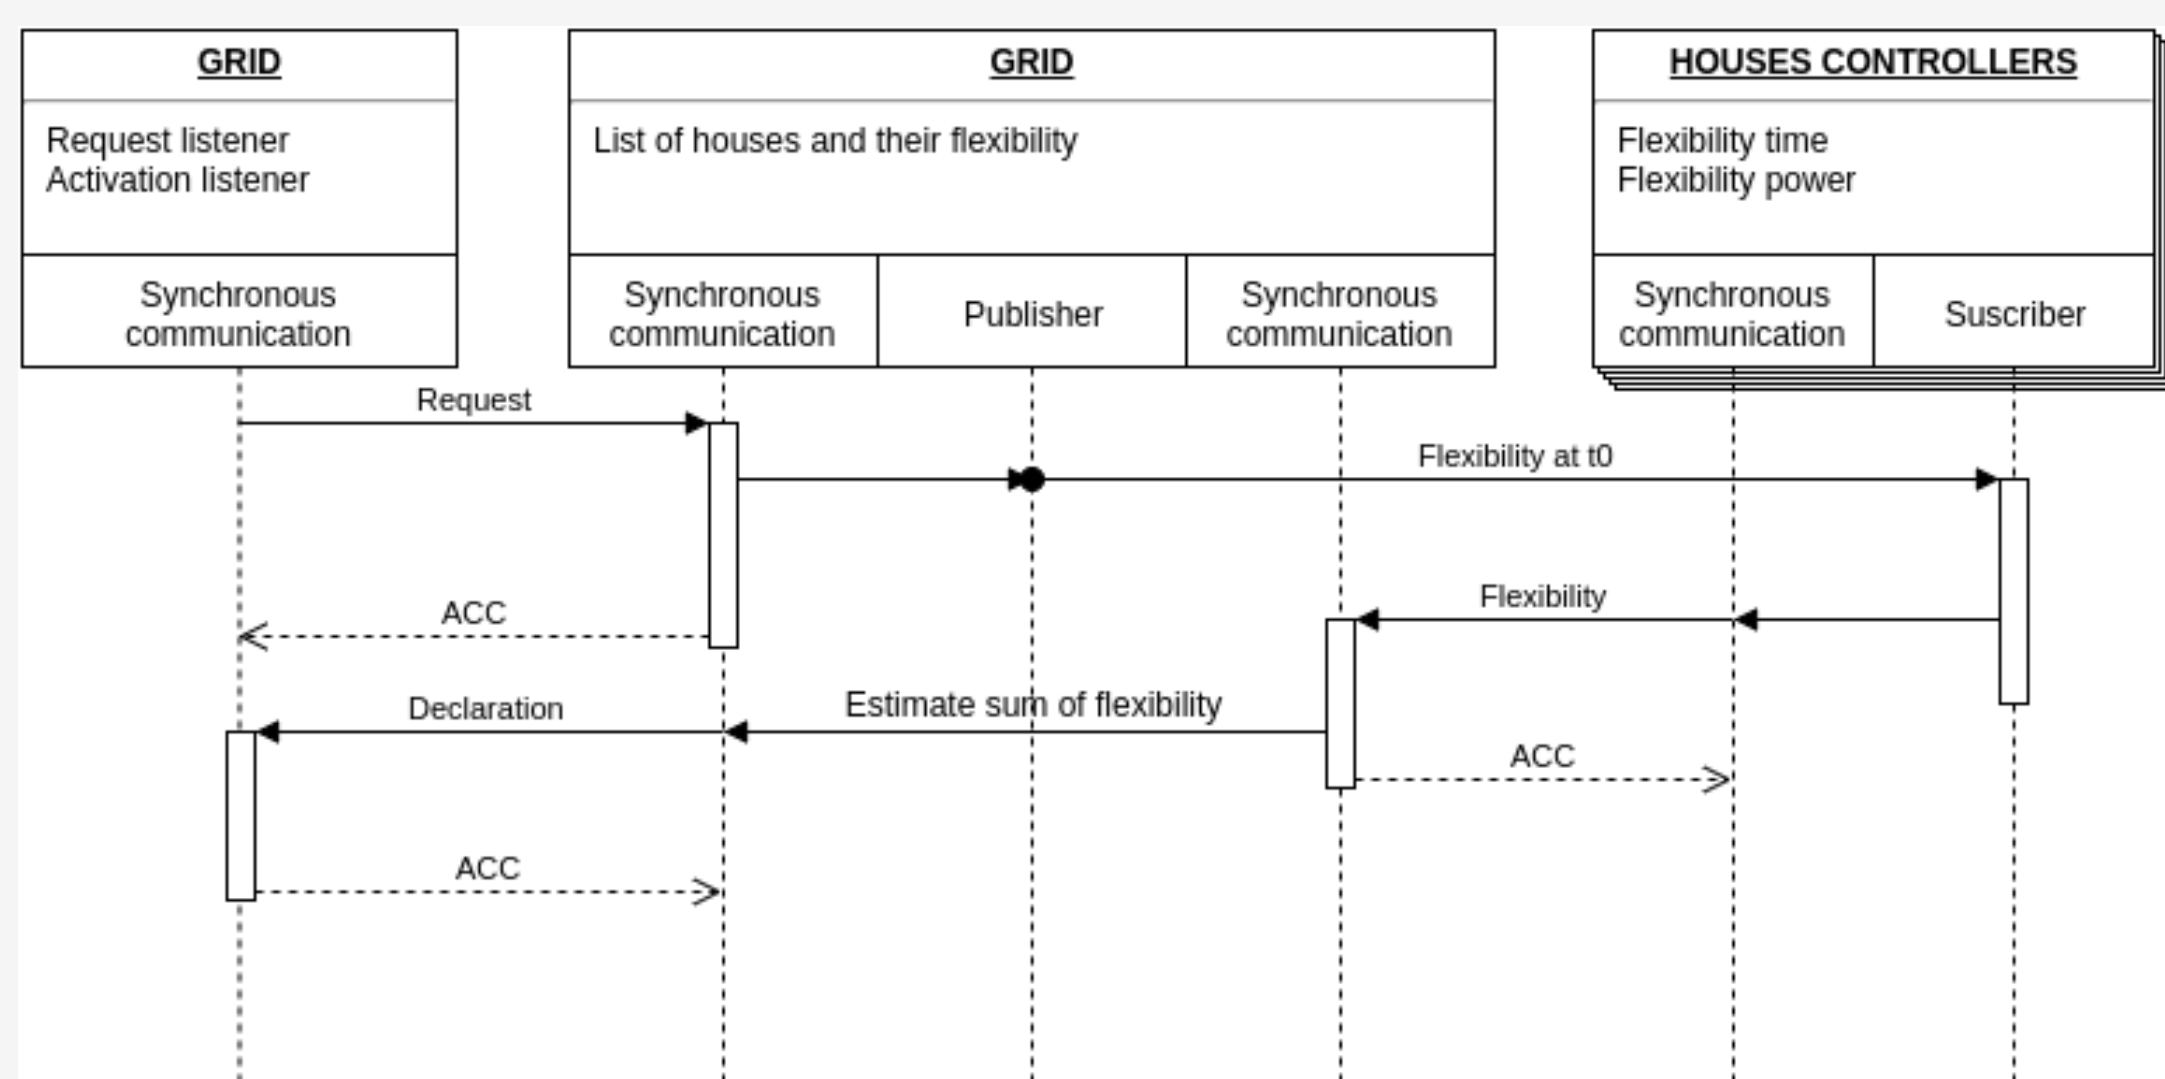 GRID
Request listener
Activation listener
Synchronous
communication
GRID
List of houses and their flexibility
Synchronous
communication
Publisher
Synchronous
communication
HOUSES CONTROLLERS
Flexibility time
Flexibility power
Synchronous
communication
Suscriber
Request
Flexibility at t0
Flexibility
ACC
Estimate sum of flexibility
Declaration
ACC
ACC